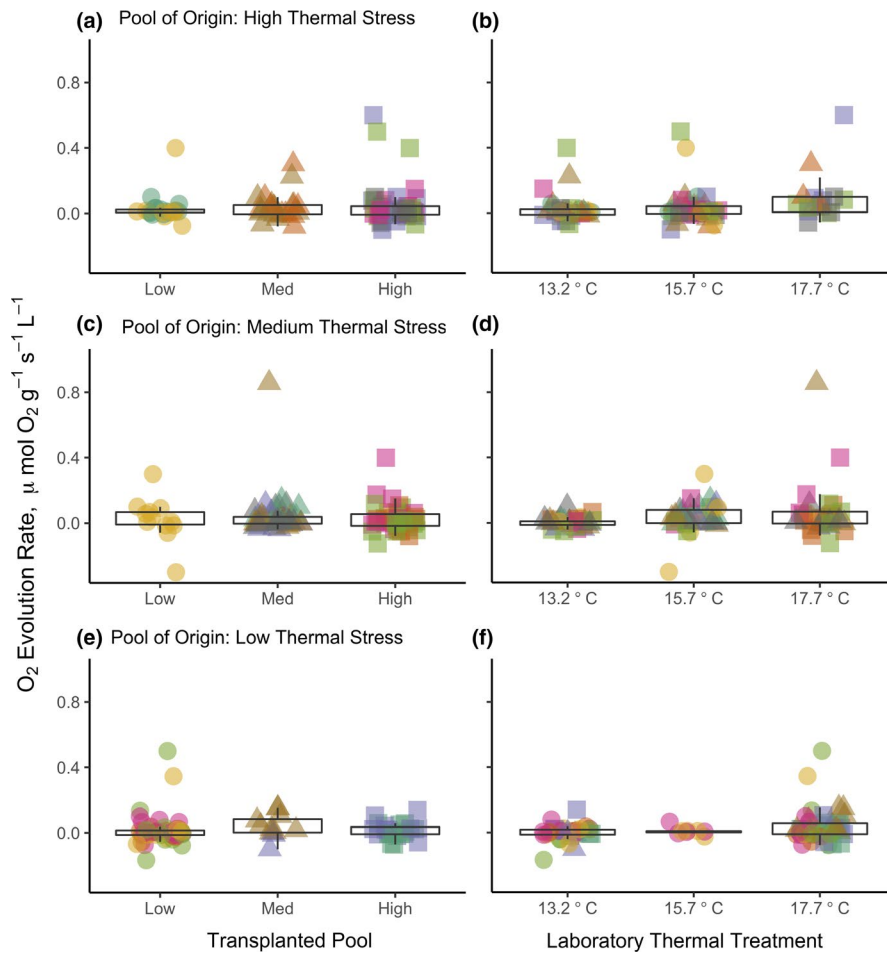 (a) Pool of Origin: High Thermal Stress (b)
0.8
0.4
0.0
Low Med High 13.2 ° C 15.7 ° C 17.7 ° C
(c) Pool of Origin: Medium Thermal Stress (d)
0.8
0.4
0.0
Low Med High 13.2 ° C 15.7 ° C 17.7 ° C
(e) Pool of Origin: Low Thermal Stress (f)
0.8
0.4
0.0
Low Med High 13.2 ° C 15.7 ° C 17.7 ° C
Transplanted Pool Laboratory Thermal Treatment
O₂ Evolution Rate, μ mol O₂ g⁻¹ s⁻¹ L⁻¹